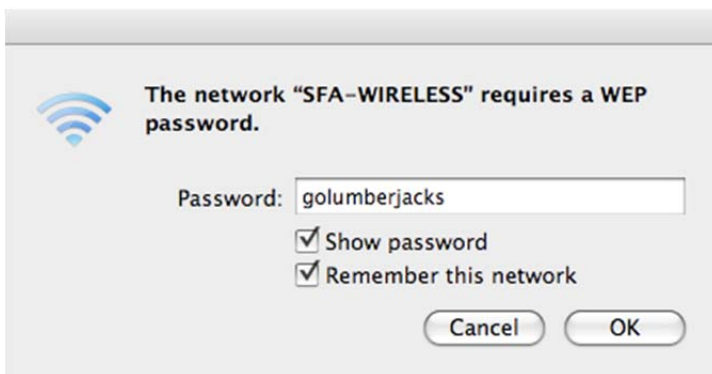 The network “SFA-WIRELESS” requires a WEP
password.
Password: golumberjacks
Show password
Remember this network
Cancel OK